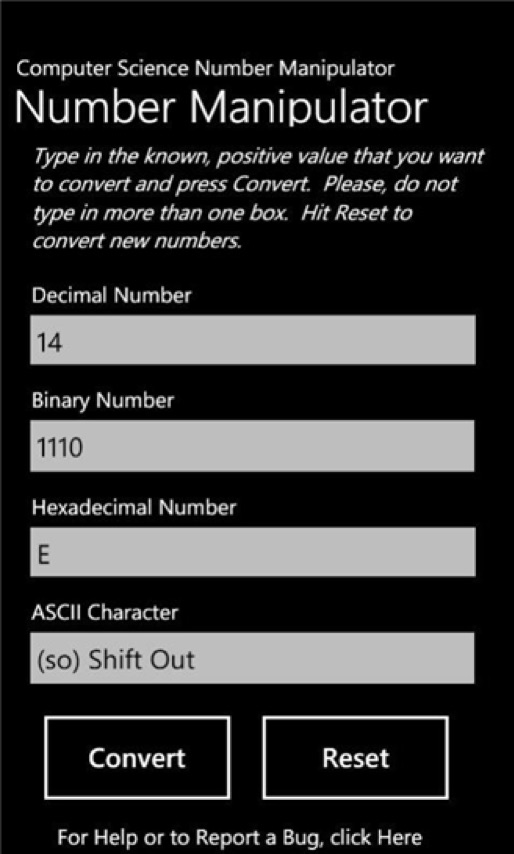 Computer Science Number Manipulator
Number Manipulator
Type in the known, positive value that you want
to convert and press Convert.  Please, do not
type in more than one box.  Hit Reset to
convert new numbers.
Decimal Number
14
Binary Number
1110
Hexadecimal Number
E
ASCII Character
(so) Shift Out
Convert Reset
For Help or to Report a Bug, click Here